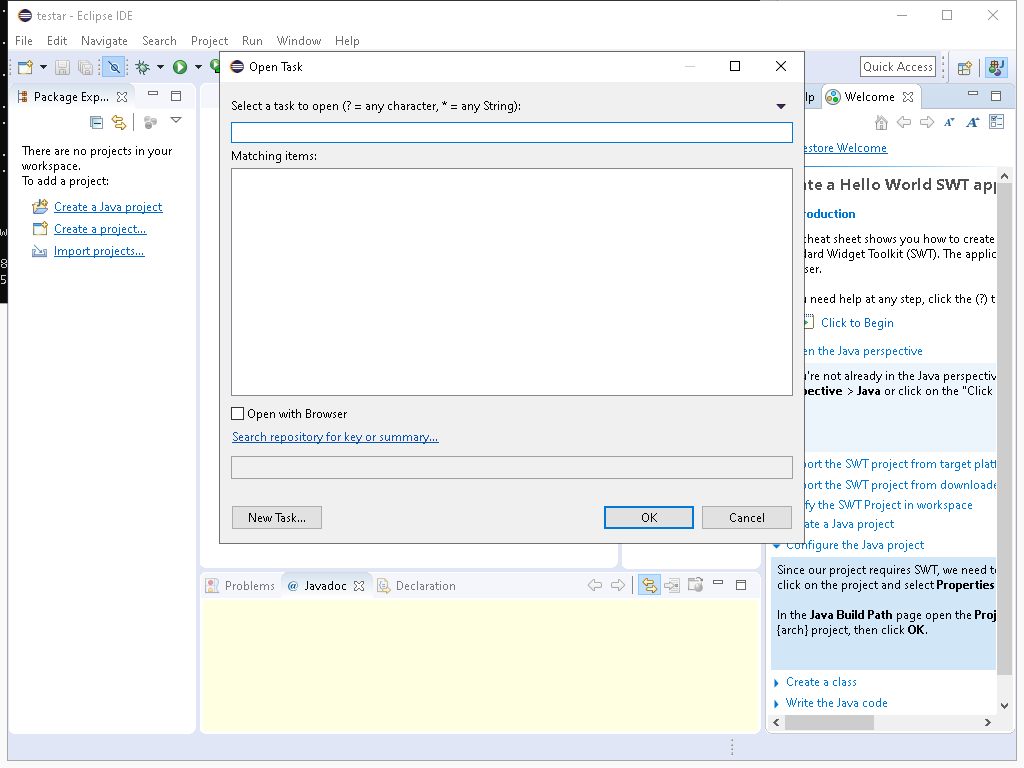 testar - Eclipse IDE
File Edit Navigate Search Project Run Window Help
Quick Access
Package Exp...
There are no projects in your
workspace.
To add a project:
Create a Java project
Create a project...
Import projects...
Open Task
Select a task to open (? = any character, * = any String):
Matching items:
Open with Browser
Search repository for key or summary...
New Task...
OK
Cancel
lp
Welcome
estore Welcome
te a Hello World SWT app
oduction
heat sheet shows you how to create
ard Widget Toolkit (SWT). The applic
ser.
need help at any step, click the (?) t
Click to Begin
en the Java perspective
're not already in the Java perspectiv
pective > Java or click on the "Click
ort the SWT project from target platt
ort the SWT project from downloade
fy the SWT Project in workspace
ate a Java project
Configure the Java project
Since our project requires SWT, we need to
click on the project and select Properties
In the Java Build Path page open the Proj
{arch} project, then click OK.
Create a class
Write the Java code
Problems
@ Javadoc
Declaration